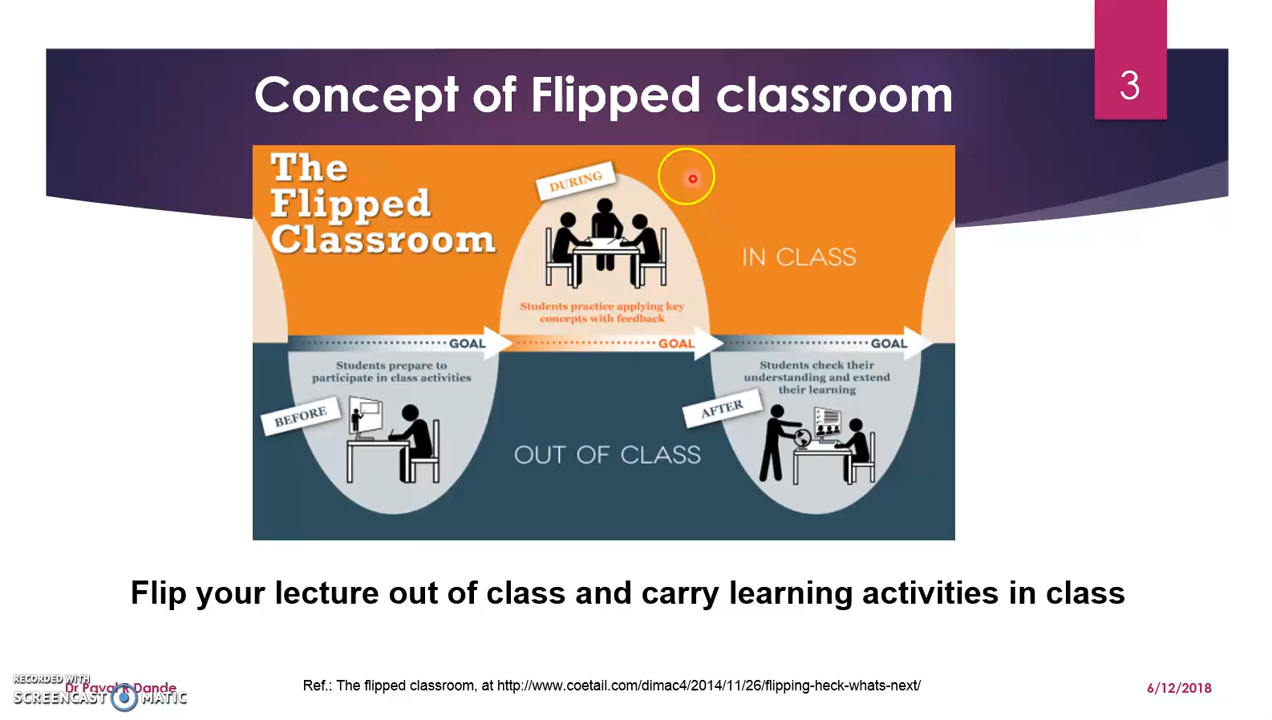 3
Concept of Flipped classroom
The
Flipped
Classroom
DURING
IN CLASS
Students practice applying key
concepts with feedback
GOAL
GOAL
GOAL
Students prepare to
participate in class activities
BEFORE
OUT OF CLASS
Students check their
understanding and extend
their learning
AFTER
Flip your lecture out of class and carry learning activities in class
RECORDED WITH
SCREENCAST MATIC
Dr Payal R Dande
Ref.: The flipped classroom, at http://www.coetail.com/dimac4/2014/11/26/flipping-heck-whats-next/
6/12/2018